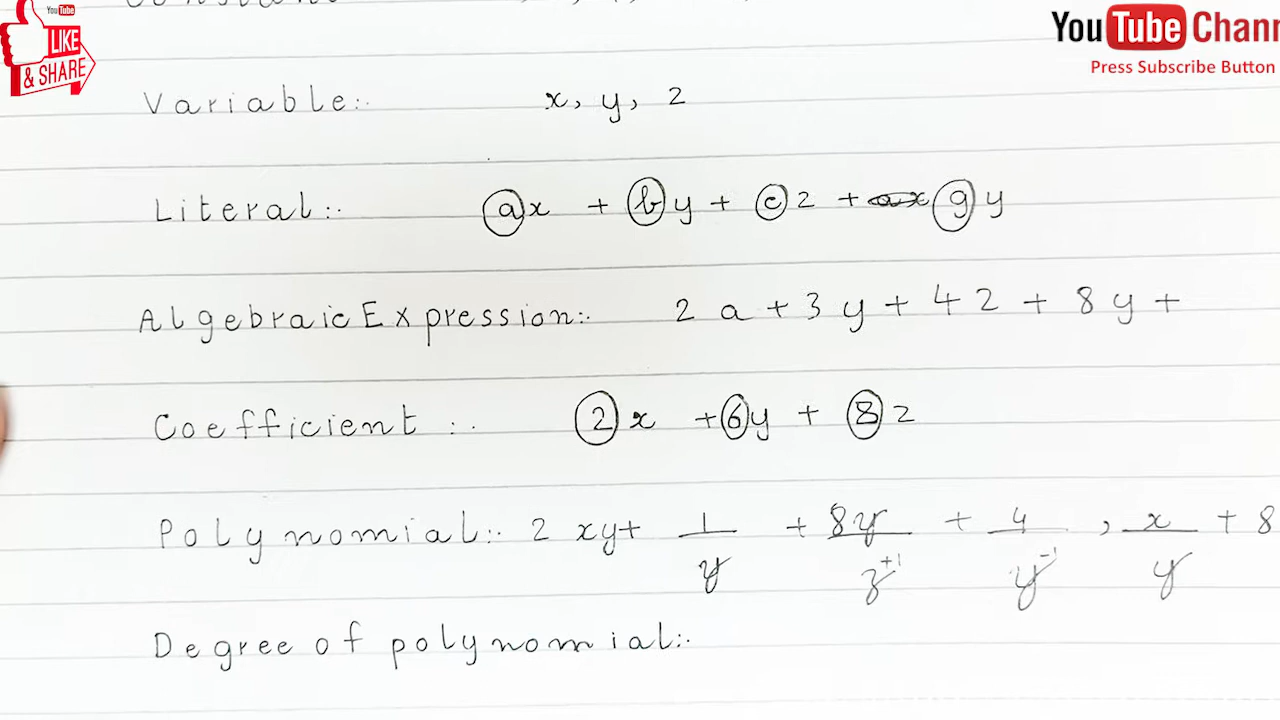 YouTube
LIKE
& SHARE
YouTube Chann
Press Subscribe Button
Variable:. x, y, z
Literal:. ax + by + cz + ax gy
Algebraic Expression:. 2a + 3y + 4z + 8y +
Coefficient :. 2x + 6y + 8z
Polynomial:. 2xy + 1/y + 8y/z⁺¹ + 4/y⁻¹ , x/y + 8
Degree of polynomial:.